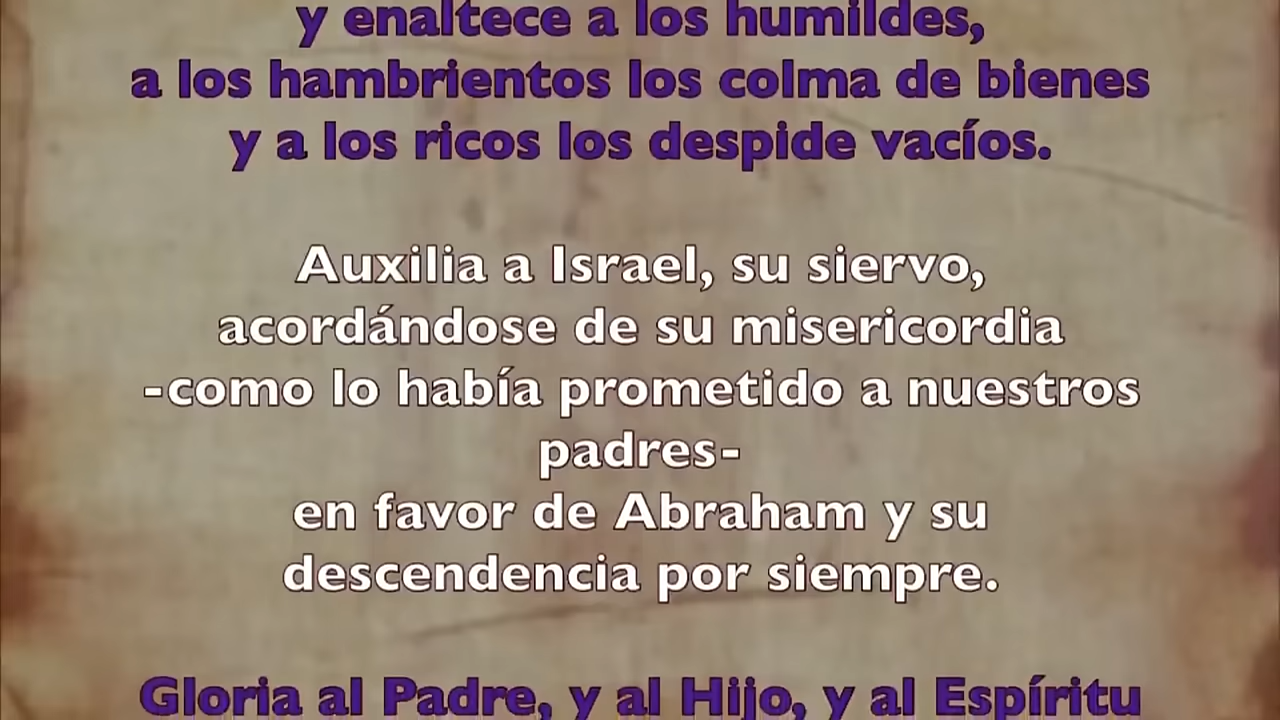 y enaltece a los humildes,
a los hambrientos los colma de bienes
y a los ricos los despide vacíos.
Auxilia a Israel, su siervo,
acordándose de su misericordia
-como lo había prometido a nuestros
padres-
en favor de Abraham y su
descendencia por siempre.
Gloria al Padre, y al Hijo, y al Espíritu